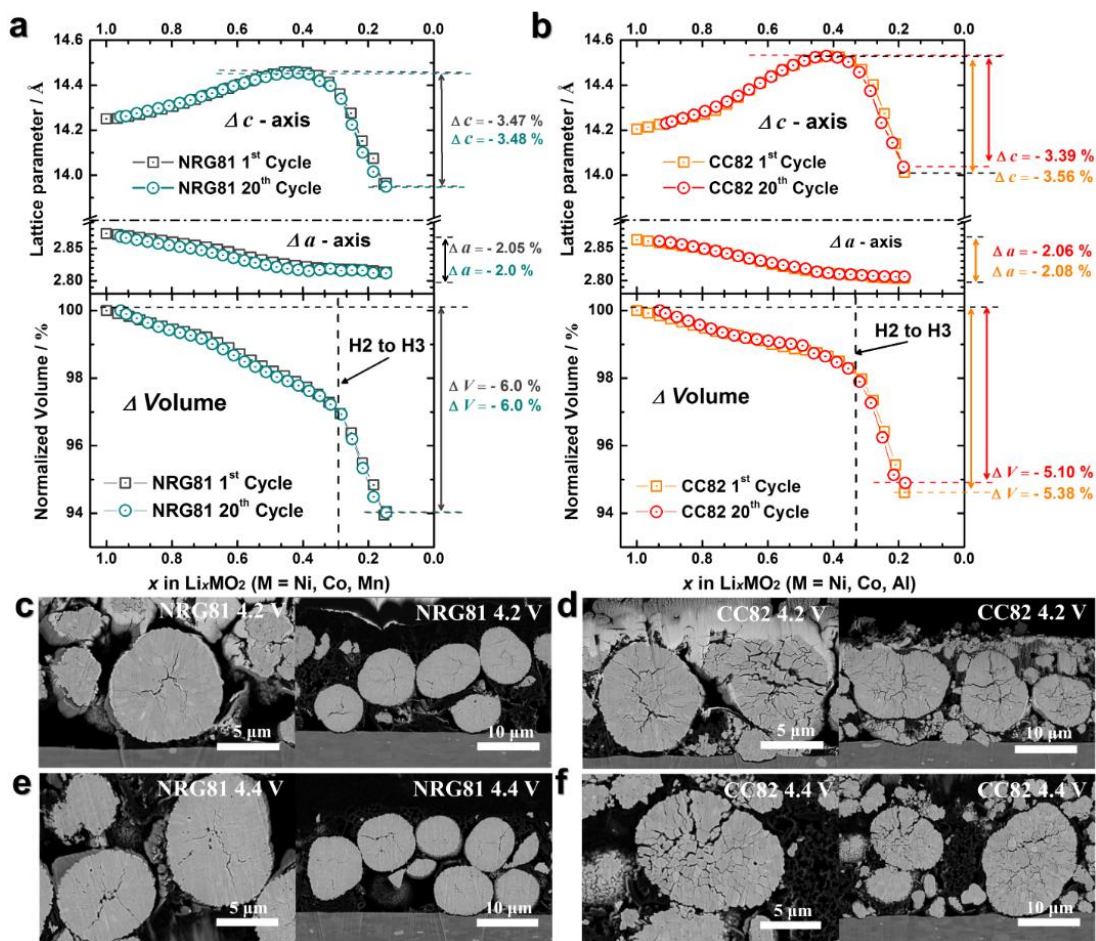 a
1.0 0.8 0.6 0.4 0.2 0.0
14.6
14.4
14.2
14.0
2.85
2.80
Lattice parameter / Å
Δ c - axis
NRG81 1st Cycle
NRG81 20th Cycle
Δ c = - 3.47 %
Δ c = - 3.48 %
Δ a - axis
Δ a = - 2.05 %
Δ a = - 2.0 %
100
98
96
94
Normalized Volume / %
H2 to H3
Δ Volume
Δ V = - 6.0 %
Δ V = - 6.0 %
NRG81 1st Cycle
NRG81 20th Cycle
1.0 0.8 0.6 0.4 0.2 0.0
x in LixMO2 (M = Ni, Co, Mn)
b
1.0 0.8 0.6 0.4 0.2 0.0
14.6
14.4
14.2
14.0
2.85
2.80
Lattice parameter / Å
Δ c - axis
CC82 1st Cycle
CC82 20th Cycle
Δ c = - 3.39 %
Δ c = - 3.56 %
Δ a - axis
Δ a = - 2.06 %
Δ a = - 2.08 %
100
98
96
94
Normalized Volume / %
H2 to H3
Δ Volume
CC82 1st Cycle
CC82 20th Cycle
Δ V = - 5.10 %
Δ V = - 5.38 %
1.0 0.8 0.6 0.4 0.2 0.0
x in LixMO2 (M = Ni, Co, Al)
c
NRG81 4.2 V
5 µm
NRG81 4.2 V
10 µm
d
CC82 4.2 V
5 µm
CC82 4.2 V
10 µm
e
NRG81 4.4 V
5 µm
NRG81 4.4 V
10 µm
f
CC82 4.4 V
5 µm
CC82 4.4 V
10 µm